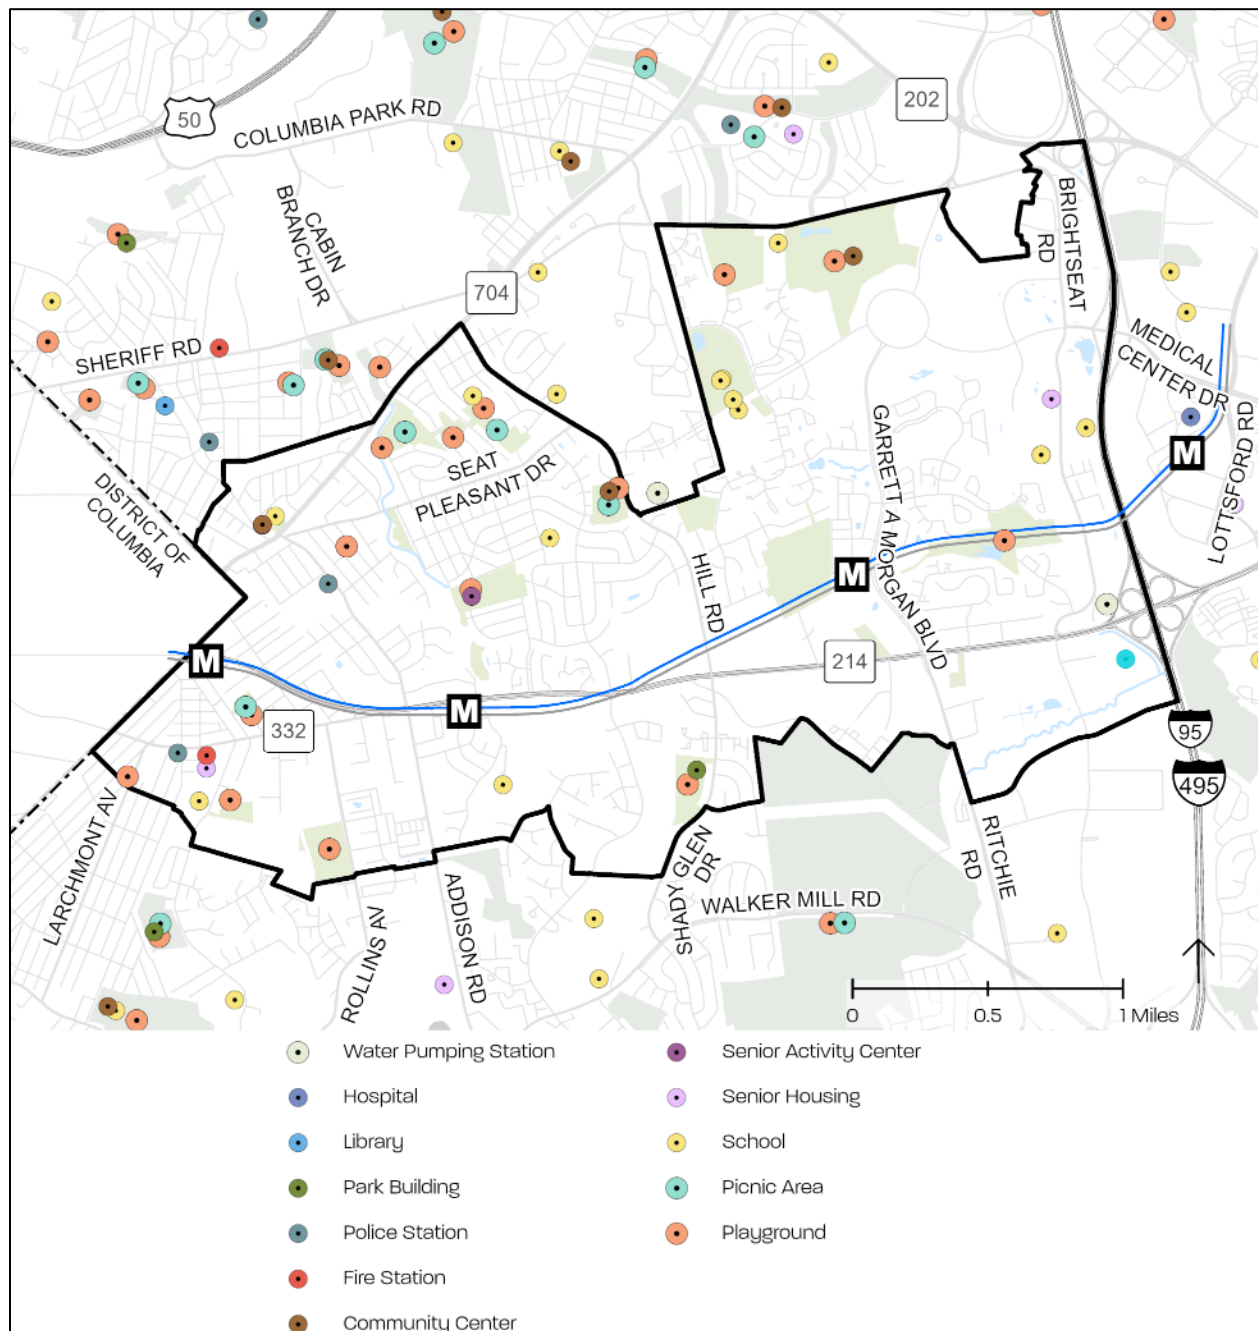 50
COLUMBIA PARK RD
202
CABIN
BRANCH DR
BRIGHTSEAT
RD
704
SHERIFF RD
MEDICAL
CENTER DR
LOTTSFORD RD
GARRETT A MORGAN BLVD
SEAT
PLEASANT DR
DISTRICT OF
COLUMBIA
HILL RD
M
M
M
M
214
332
95
495
LARCHMONT AV
ROLLINS AV
ADDISON RD
SHADY GLEN
DR
WALKER MILL RD
RITCHIE
RD
0 0.5 1 Miles
Water Pumping Station
Hospital
Library
Park Building
Police Station
Fire Station
Community Center
Senior Activity Center
Senior Housing
School
Picnic Area
Playground